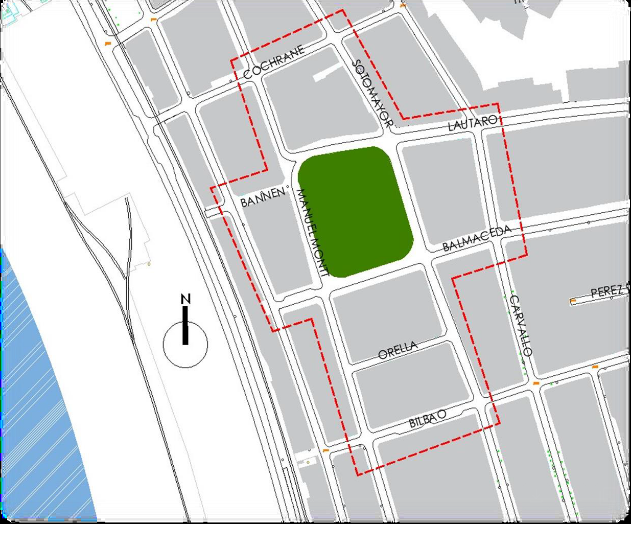 COCHRANE
SOTOMAYOR
LAUTARO
BANNEN
MANUEL MONTT
BALMACEDA
N
CARVALLO
PEREZ
ORELLA
BILBAO